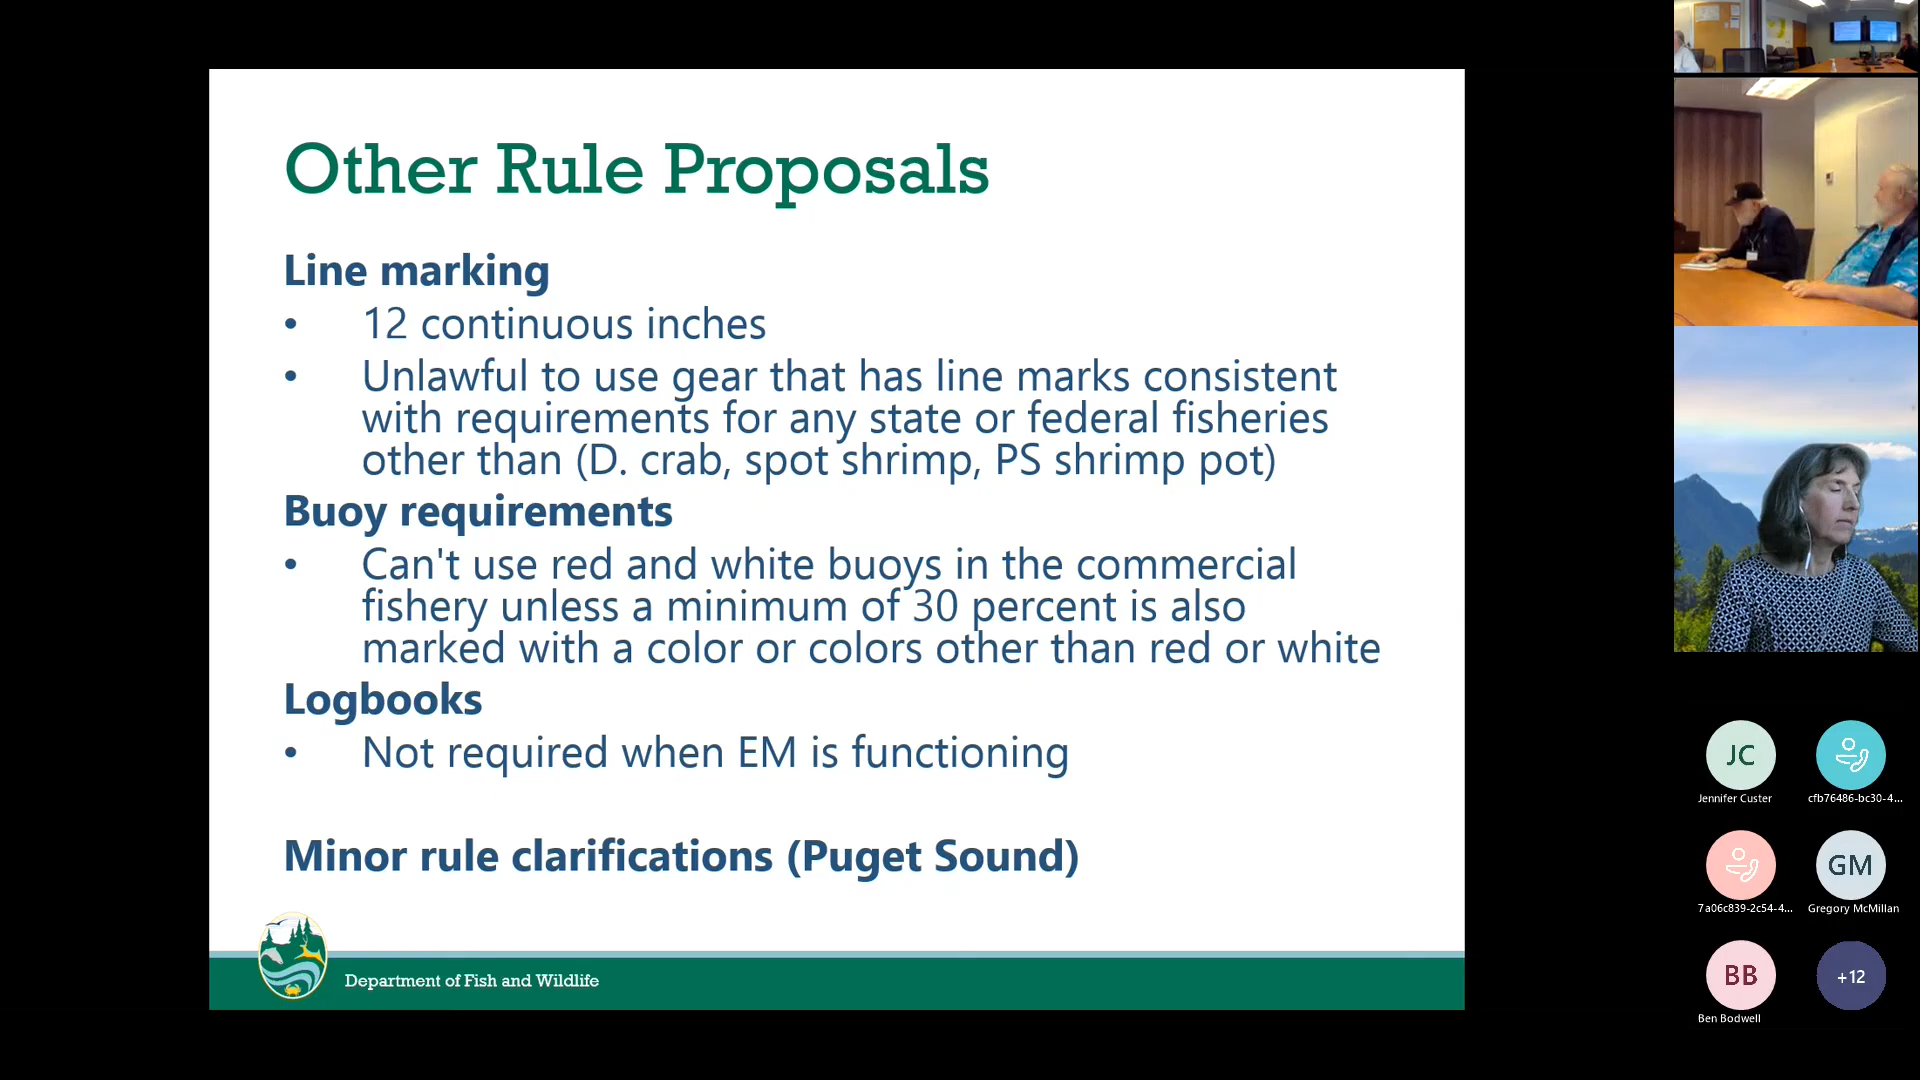 Other Rule Proposals
Line marking
• 12 continuous inches
• Unlawful to use gear that has line marks consistent
with requirements for any state or federal fisheries
other than (D. crab, spot shrimp, PS shrimp pot)
Buoy requirements
• Can't use red and white buoys in the commercial
fishery unless a minimum of 30 percent is also
marked with a color or colors other than red or white
Logbooks
• Not required when EM is functioning
Minor rule clarifications (Puget Sound)
Department of Fish and Wildlife
JC
Jennifer Custer
cfb76486-bc30-4...
7a06c839-2c54-4...
GM
Gregory McMillan
BB
Ben Bodwell
+12